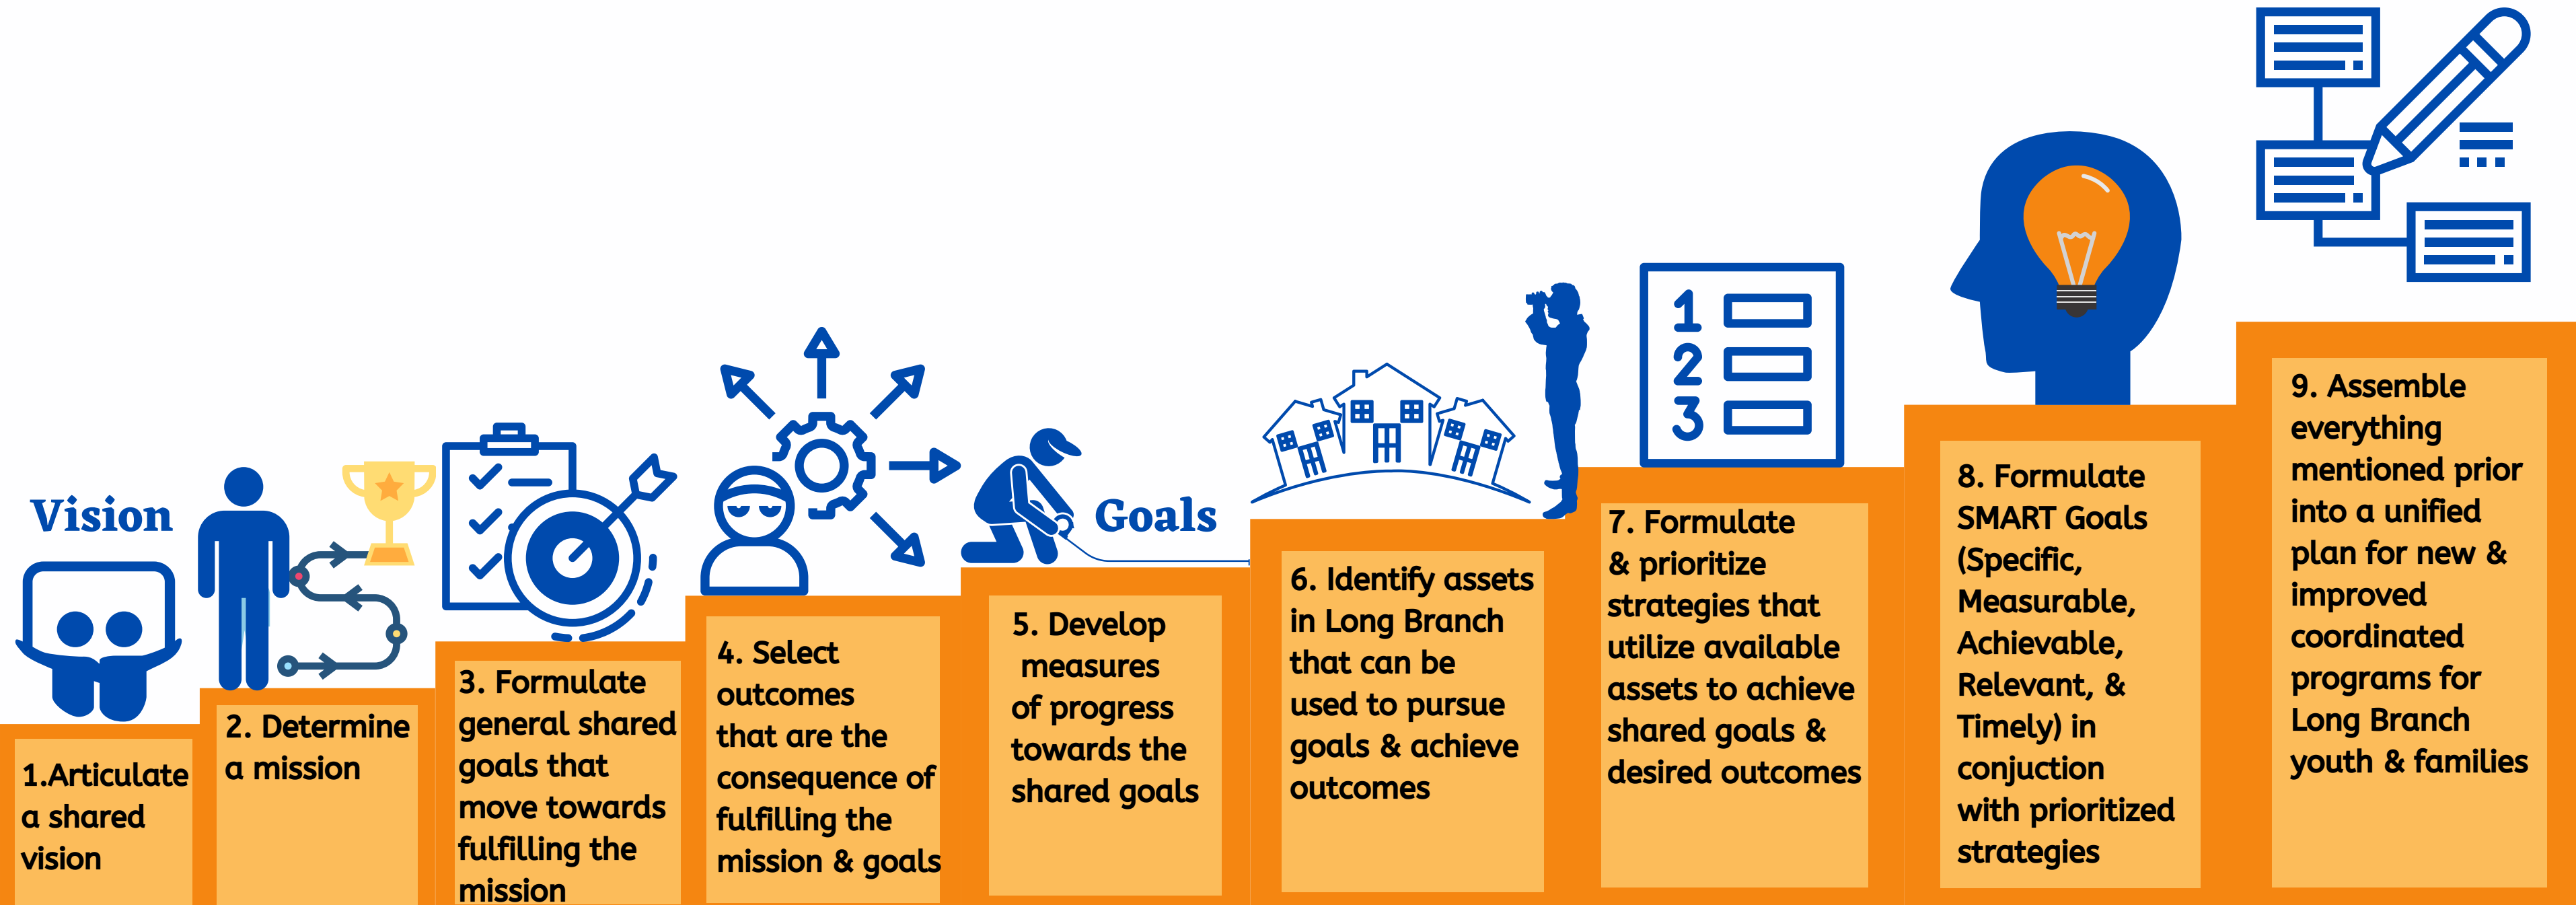 Vision
1.Articulate
a shared
vision
2. Determine
a mission
3. Formulate
general shared
goals that
move towards
fulfilling the
mission
4. Select
outcomes
that are the
consequence of
fulfilling the
mission & goals
Goals
5. Develop
measures
of progress
towards the
shared goals
6. Identify assets
in Long Branch
that can be
used to pursue
goals & achieve
outcomes
1
2
3
7. Formulate
& prioritize
strategies that
utilize available
assets to achieve
shared goals &
desired outcomes
8. Formulate
SMART Goals
(Specific,
Measurable,
Achievable,
Relevant, &
Timely) in
conjuction
with prioritized
strategies
9. Assemble
everything
mentioned prior
into a unified
plan for new &
improved
coordinated
programs for
Long Branch
youth & families